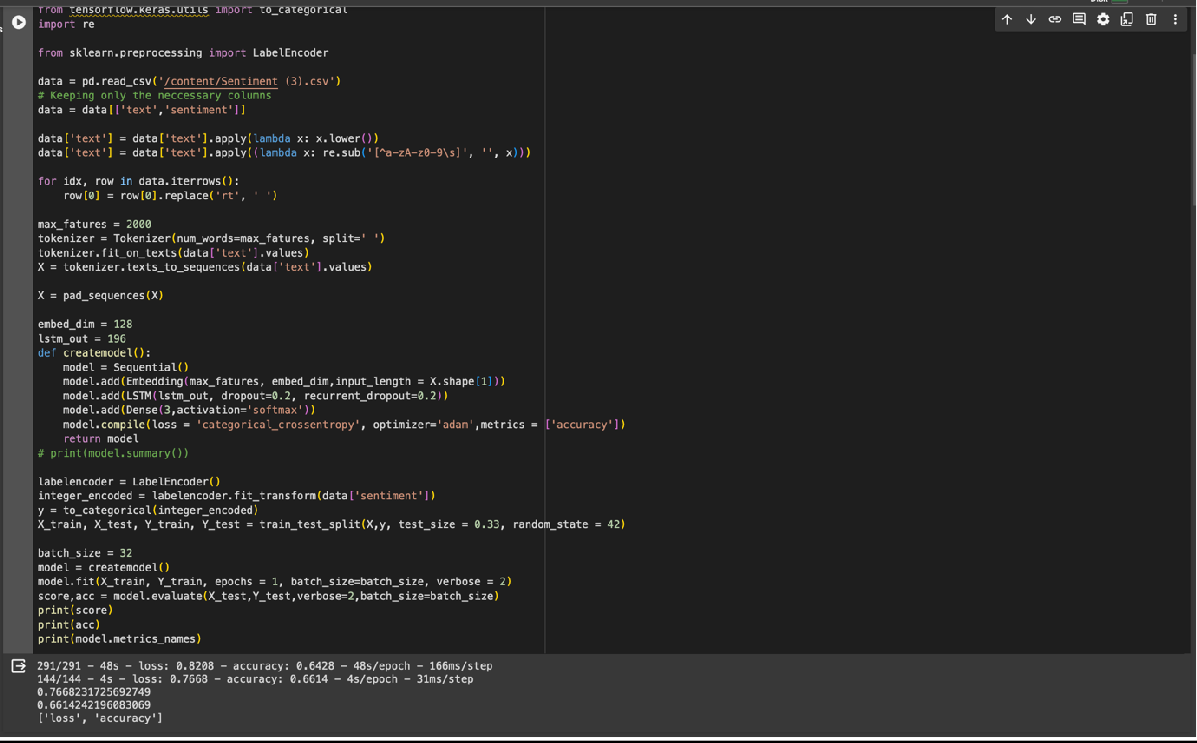 from tensorflow.keras.utils import to_categorical
import re
from sklearn.preprocessing import LabelEncoder
data = pd.read_csv('/content/Sentiment (3).csv')
# Keeping only the neccessary columns
data = data[['text','sentiment']]
data['text'] = data['text'].apply(lambda x: x.lower())
data['text'] = data['text'].apply((lambda x: re.sub('[^a-zA-z0-9\s]', '', x)))
for idx, row in data.iterrows():
    row[0] = row[0].replace('rt', ' ')
max_fatures = 2000
tokenizer = Tokenizer(num_words=max_fatures, split=' ')
tokenizer.fit_on_texts(data['text'].values)
X = tokenizer.texts_to_sequences(data['text'].values)
X = pad_sequences(X)
embed_dim = 128
lstm_out = 196
def createmodel():
    model = Sequential()
    model.add(Embedding(max_fatures, embed_dim,input_length = X.shape[1]))
    model.add(LSTM(lstm_out, dropout=0.2, recurrent_dropout=0.2))
    model.add(Dense(3,activation='softmax'))
    model.compile(loss = 'categorical_crossentropy', optimizer='adam',metrics = ['accuracy'])
    return model
# print(model.summary())
labelencoder = LabelEncoder()
integer_encoded = labelencoder.fit_transform(data['sentiment'])
y = to_categorical(integer_encoded)
X_train, X_test, Y_train, Y_test = train_test_split(X,y, test_size = 0.33, random_state = 42)
batch_size = 32
model = createmodel()
model.fit(X_train, Y_train, epochs = 1, batch_size=batch_size, verbose = 2)
score,acc = model.evaluate(X_test,Y_test,verbose=2,batch_size=batch_size)
print(score)
print(acc)
print(model.metrics_names)
291/291 - 48s - loss: 0.8208 - accuracy: 0.6428 - 48s/epoch - 166ms/step
144/144 - 4s - loss: 0.7668 - accuracy: 0.6614 - 4s/epoch - 31ms/step
0.7668231725692749
0.6614242196083069
['loss', 'accuracy']